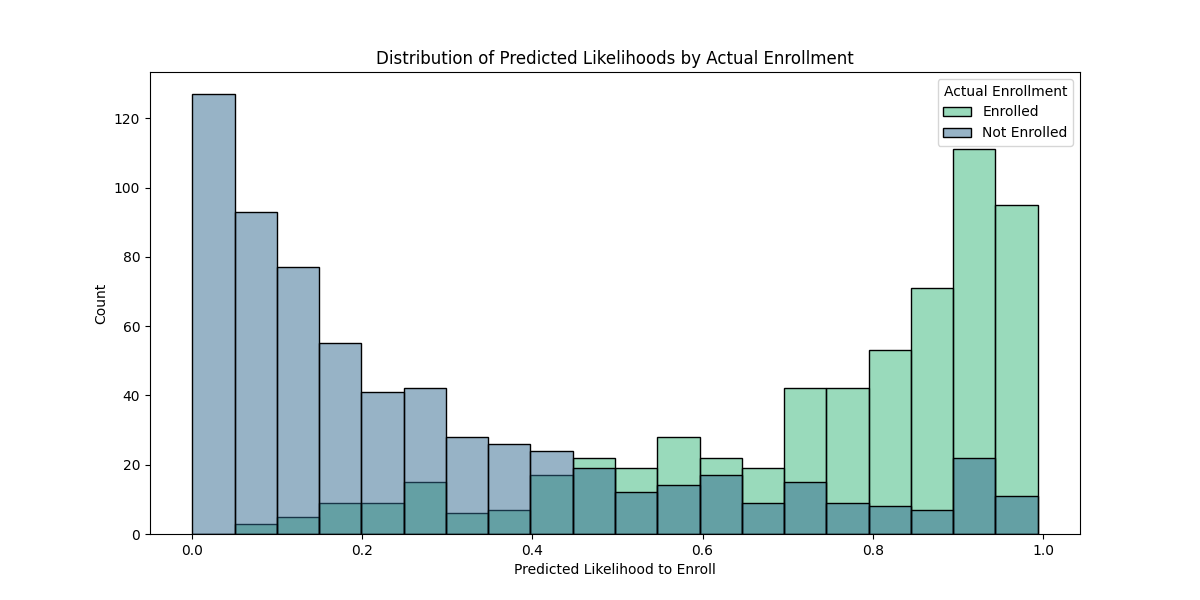 Distribution of Predicted Likelihoods by Actual Enrollment
Actual Enrollment
Enrolled
Not Enrolled
Count
120
100
80
60
40
20
0
0.0 0.2 0.4 0.6 0.8 1.0
Predicted Likelihood to Enroll